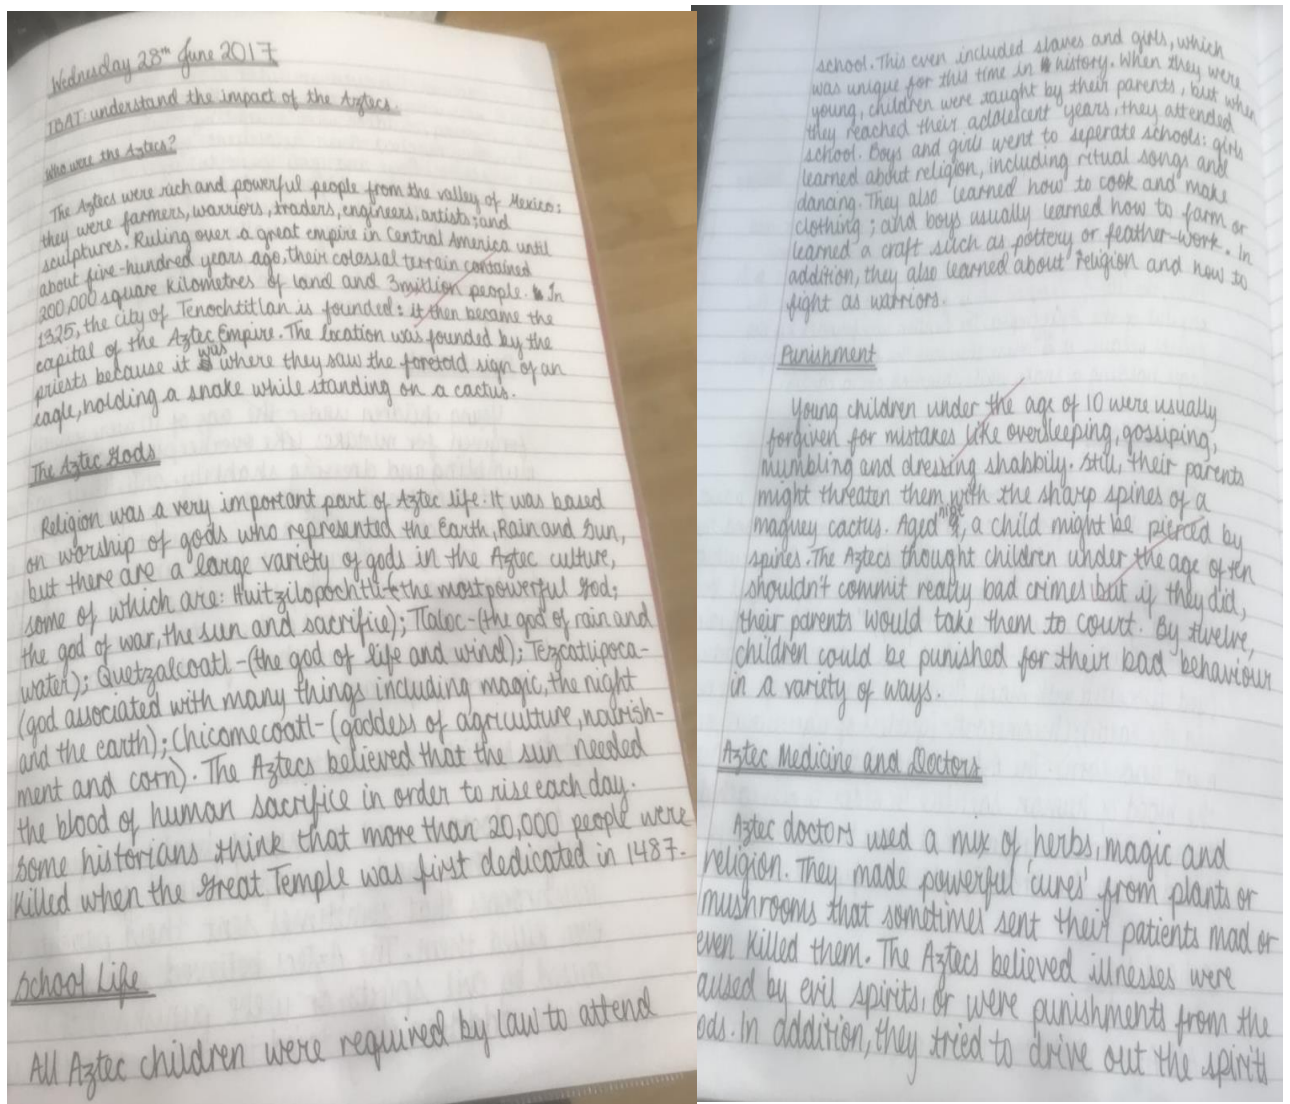 Wednesday 28th June 2017
IBAT: understand the impact of the Aztecs.
Who were the Aztecs?
The Aztecs were rich and powerful people from the valley of Mexico:
they were farmers, warriors, traders, engineers, artists; and
sculptures. Ruling over a great empire in Central America until
about five-hundred years ago, their colossal terrain contained
200,000 square kilometres of land and 3million people. In
1325, the city of Tenochtitlan is founded: it then became the
capital of the Aztec Empire. The location was founded by the
priests because it was where they saw the foretold sign of an
eagle, holding a snake while standing on a cactus.
The Aztec Gods
Religion was a very important part of Aztec life. It was based
on worship of gods who represented the Earth, Rain and Sun,
but there are a large variety of gods in the Aztec culture,
some of which are: Huitzilopochtli-(the most powerful god;
the god of war, the sun and sacrifice); Tlaloc-(the god of rain and
water); Quetzalcoatl-(the god of life and wind); Tezcatlipoca-
(god associated with many things including magic, the night
and the earth); Chicomecoatl-(goddess of agriculture, nourish-
ment and corn). The Aztecs believed that the sun needed
the blood of human sacrifice in order to rise each day.
Some historians think that more than 20,000 people were
killed when the Great Temple was first dedicated in 1487.
School Life
All Aztec children were required by law to attend
school. This even included slaves and girls, which
was unique for this time in history. When they were
young, children were taught by their parents, but when
they reached their adolescent years, they attended
school. Boys and girls went to seperate schools: girls
learned about religion, including ritual songs and
dancing. They also learned how to cook and make
clothing; and boys usually learned how to farm or
learned a craft such as pottery or feather-work. In
addition, they also learned about religion and how to
fight as warriors.
Punishment
Young children under the age of 10 were usually
forgiven for mistakes like oversleeping, gossiping,
mumbling and dressing shabbily. Still, their parents
might threaten them with the sharp spines of a
maguey cactus. Aged nine, a child might be pierced by
spines. The Aztecs thought children under the age of ten
shouldn't commit really bad crimes but if they did,
their parents would take them to court. By twelve,
children could be punished for their bad behaviour
in a variety of ways.
Aztec Medicine and Doctors
Aztec doctors used a mix of herbs, magic and
religion. They made powerful 'cures' from plants or
mushrooms that sometimes sent their patients mad or
even killed them. The Aztecs believed illnesses were
aused by evil spirits, or were punishments from the
ods. In addition, they tried to drive out the spirits